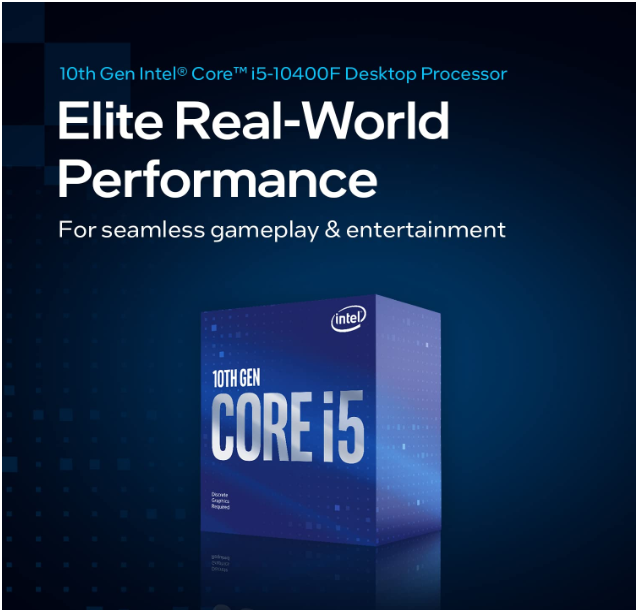 10th Gen Intel® Core™ i5-10400F Desktop Processor
Elite Real-World
Performance
For seamless gameplay & entertainment
intel
10TH GEN
CORE i5
Discrete
Graphics
Required